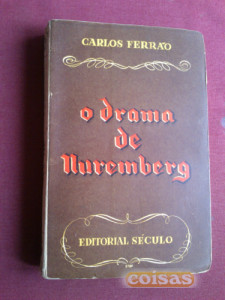 CARLOS FERRÃO
o drama
de
Nuremberg
EDITORIAL SÉCULO
coisas